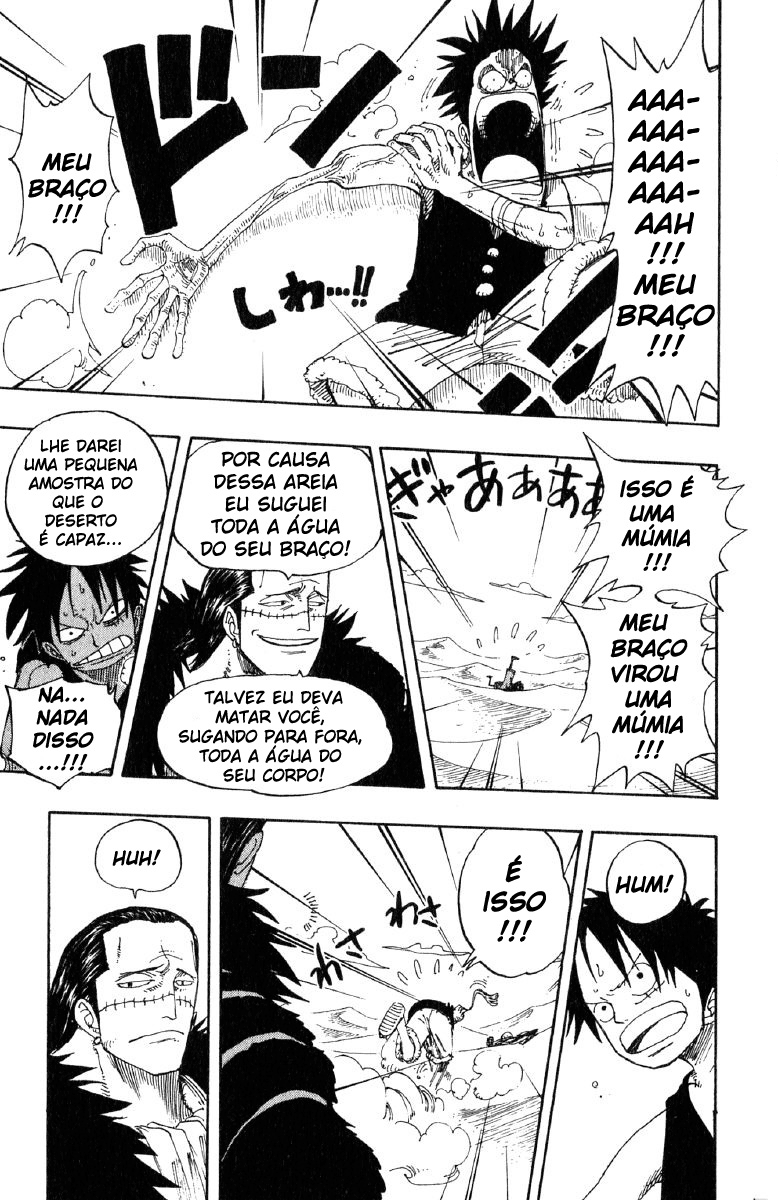 AAA-
AAA-
AAA-
AAA-
AAH
!!!
MEU
BRAÇO
!!!
ドドン
MEU
BRAÇO
!!!
しわ…!!
ISSO É
UMA
MÚMIA
!!!
MEU
BRAÇO
VIROU
UMA
MÚMIA
!!!
ぎゃあああ
POR CAUSA
DESSA AREIA
EU SUGUEI
TODA A ÁGUA
DO SEU BRAÇO!
TALVEZ EU DEVA
MATAR VOCÊ,
SUGANDO PARA FORA,
TODA A ÁGUA DO
SEU CORPO!
LHE DAREI
UMA PEQUENA
AMOSTRA DO
QUE O
DESERTO
É CAPAZ...
NA...
NADA
DISSO
...!!!
HUM!
É
ISSO
!!!
わさ
わさ
HUH!